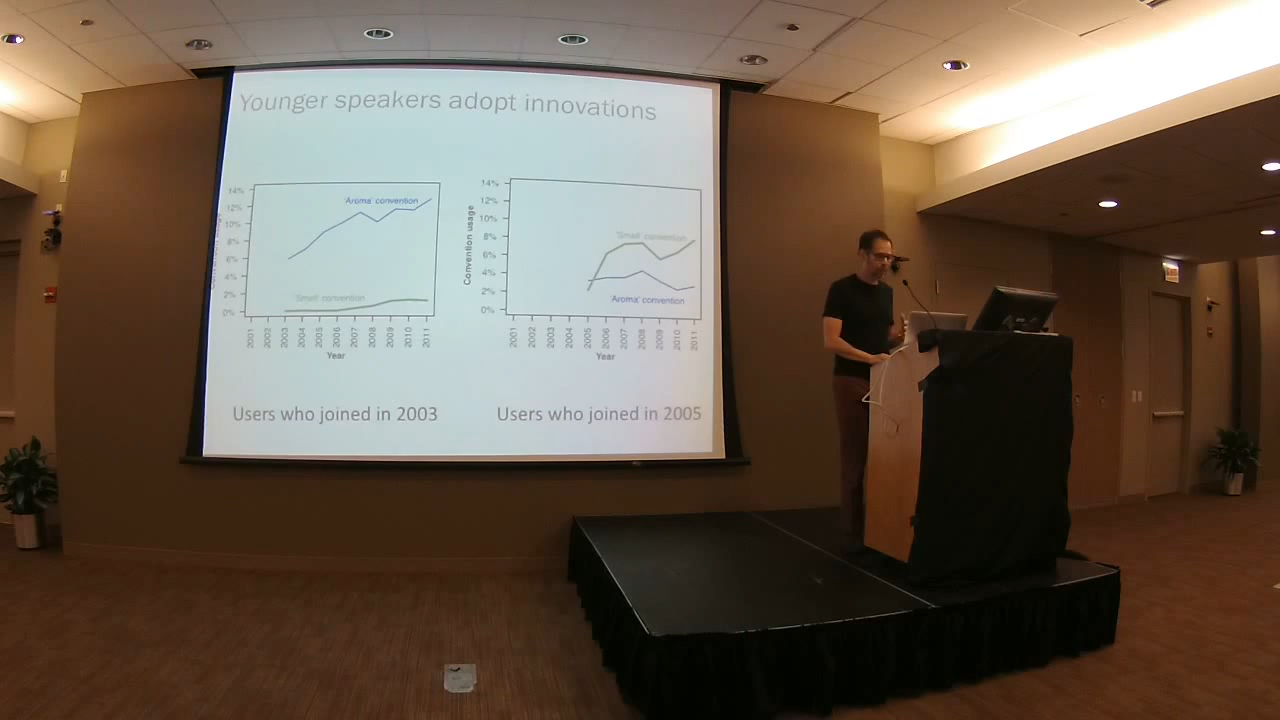 Younger speakers adopt innovations
14%
12%
10%
8%
6%
4%
2%
0%
'Aroma' convention
'Small' convention
2001 2002 2003 2004 2005 2006 2007 2008 2009 2010 2011
Year
Users who joined in 2003
Convention usage
14%
12%
10%
8%
6%
4%
2%
0%
'Small' convention
'Aroma' convention
2001 2002 2003 2004 2005 2006 2007 2008 2009 2010 2011
Year
Users who joined in 2005